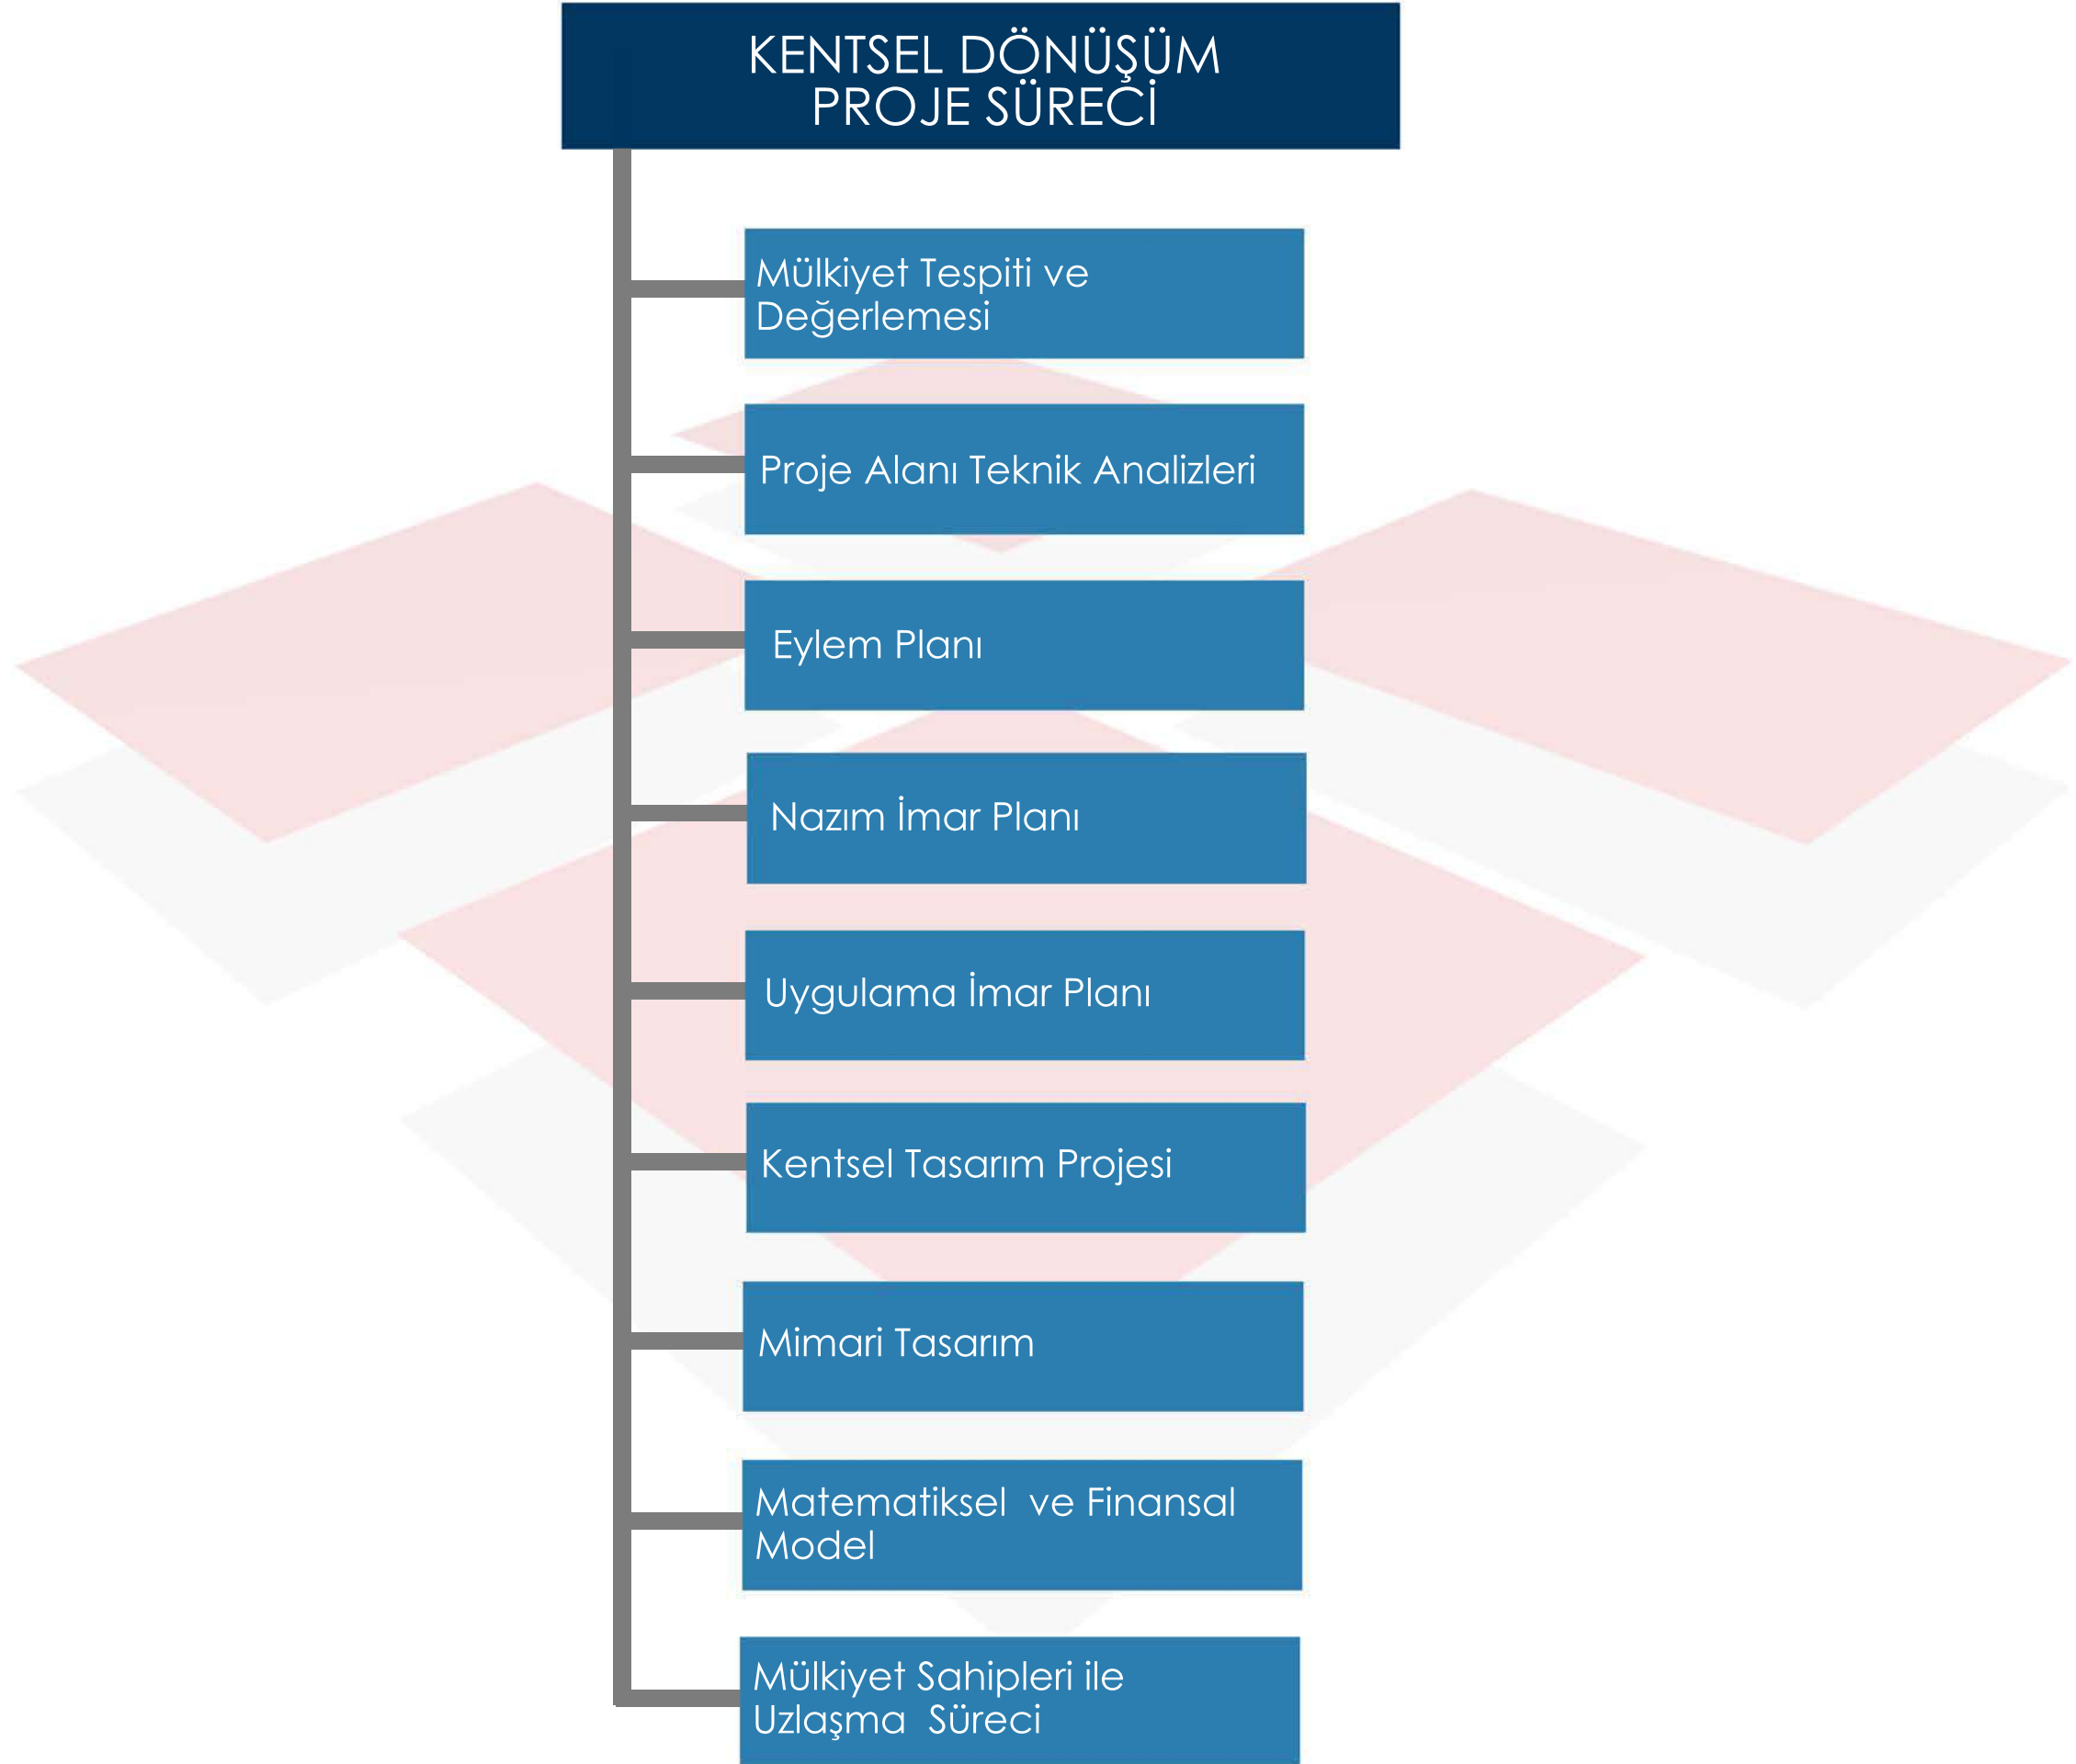 KENTSEL DÖNÜŞÜM
PROJE SÜRECİ
Mülkiyet Tespiti ve
Değerlemesi
Proje Alanı Teknik Analizleri
Eylem Planı
Nazım İmar Planı
Uygulama İmar Planı
Kentsel Tasarım Projesi
Mimari Tasarım
Matematiksel ve Finansal
Model
Mülkiyet Sahipleri ile
Uzlaşma Süreci